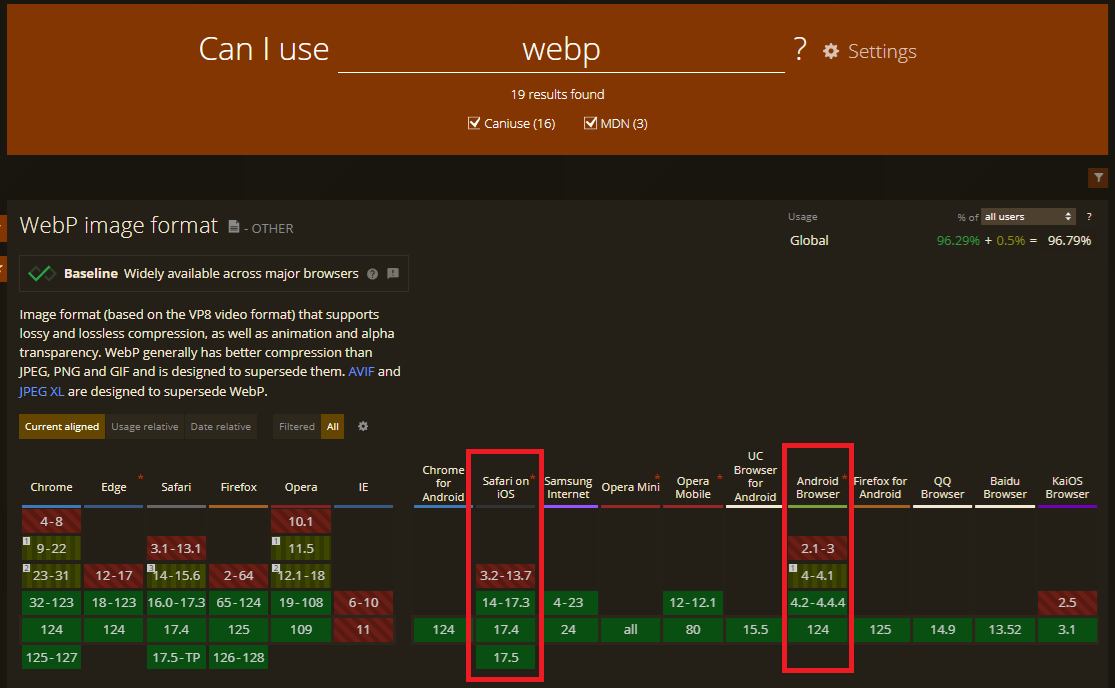 Can I use webp ? Settings
19 results found
Caniuse (16) MDN (3)
WebP image format - OTHER
Usage % of all users ?
Global 96.29% + 0.5% = 96.79%
Baseline Widely available across major browsers ?
Image format (based on the VP8 video format) that supports
lossy and lossless compression, as well as animation and alpha
transparency. WebP generally has better compression than
JPEG, PNG and GIF and is designed to supersede them. AVIF and
JPEG XL are designed to supersede WebP.
Current aligned Usage relative Date relative Filtered All
Chrome
4-8
1 9-22
2 23-31
32-123
124
125-127
Edge *
12-17
18-123
124
Safari
3.1-13.1
3 14-15.6
16.0-17.3
17.4
17.5-TP
Firefox
2-64
65-124
125
126-128
Opera
10.1
1 11.5
2 12.1-18
19-108
109
IE
6-10
11
Chrome
for
Android
124
Safari on *
iOS
3.2-13.7
14-17.3
17.4
17.5
Samsung
Internet
4-23
24
Opera Mini *
all
Opera *
Mobile
12-12.1
80
UC
Browser
for
Android
15.5
Android *
Browser
2.1-3
1 4-4.1
4.2-4.4.4
124
Firefox for
Android
125
QQ
Browser
14.9
Baidu
Browser
13.52
KaiOS
Browser
2.5
3.1